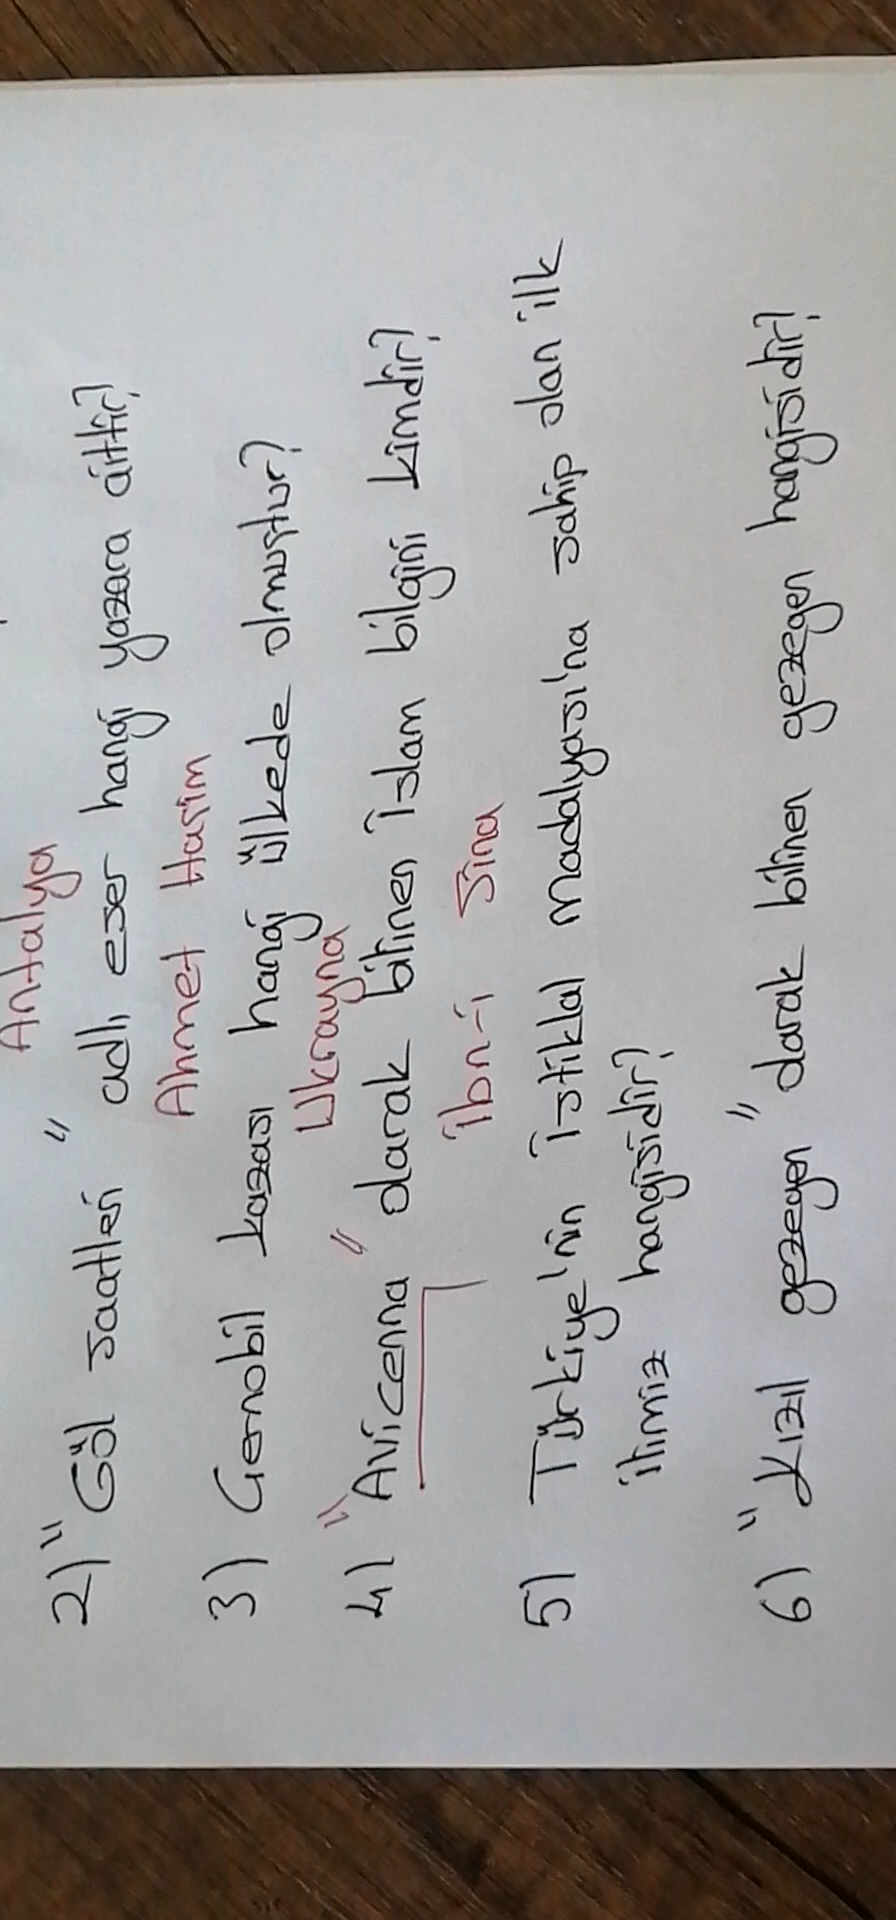 Antalya
2) "Göl saatleri" adlı eser hangi yazara aittir?
Ahmet Haşim
3) Çernobil kazası hangi ülkede olmuştur?
Ukrayna
4) "Avicenna" olarak bilinen İslam bilgini kimdir?
İbn-i Sina
5) Türkiye'nin İstiklal madalyası'na sahip olan ilk
ilimiz hangisidir?
6) "Kızıl gezegen" olarak bilinen gezegen hangisidir?